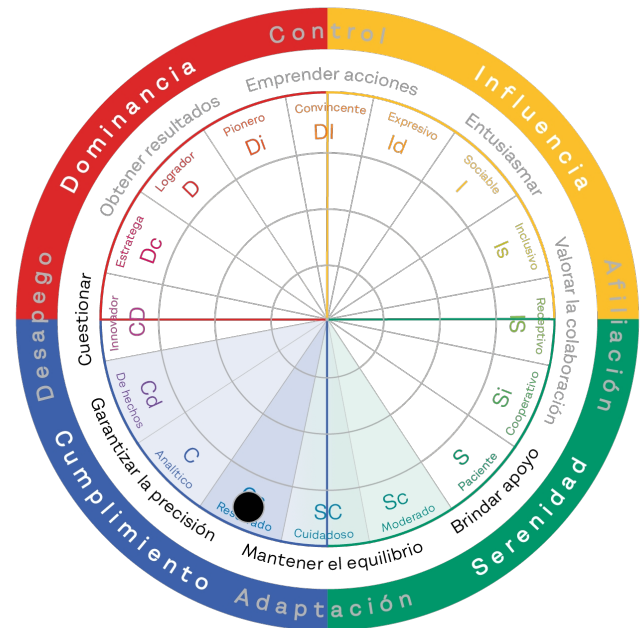 Control
Dominancia
Influencia
Desapego
Afiliación
Cumplimiento
Serenidad
Adaptación
Emprender acciones
Obtener resultados
Entusiasmar
Cuestionar
Valorar la colaboración
Garantizar la precisión
Brindar apoyo
Mantener el equilibrio
Convincente
DI
Pionero
Di
Expresivo
Id
Logrador
D
Sociable
I
Estratega
Dc
Inclusivo
Is
Innovador
CD
Receptivo
IS
De hechos
Cd
Cooperativo
Si
Analítico
C
Paciente
S
SC
Cuidadoso
Sc
Moderado